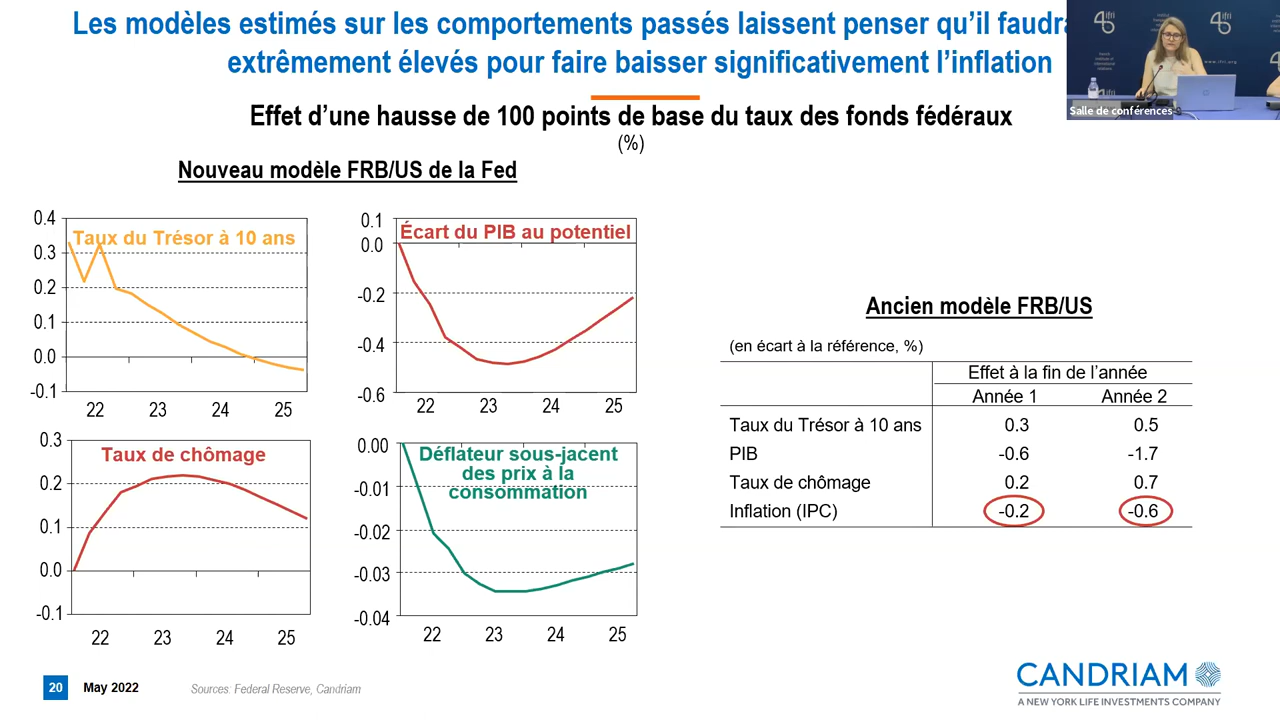 Les modèles estimés sur les comportements passés laissent penser qu’il faudra
extrêmement élevés pour faire baisser significativement l’inflation
Effet d’une hausse de 100 points de base du taux des fonds fédéraux
(%)
Nouveau modèle FRB/US de la Fed
Taux du Trésor à 10 ans
0.4
0.3
0.2
0.1
0.0
-0.1
22 23 24 25
Écart du PIB au potentiel
0.1
0.0
-0.2
-0.4
-0.6
22 23 24 25
Taux de chômage
0.3
0.2
0.1
0.0
-0.1
22 23 24 25
Déflateur sous-jacent
des prix à la
consommation
0.00
-0.01
-0.02
-0.03
-0.04
22 23 24 25
Ancien modèle FRB/US
(en écart à la référence, %)
Effet à la fin de l’année
Année 1 Année 2
Taux du Trésor à 10 ans 0.3 0.5
PIB -0.6 -1.7
Taux de chômage 0.2 0.7
Inflation (IPC) -0.2 -0.6
20 May 2022 Sources: Federal Reserve, Candriam
CANDRIAM
A NEW YORK LIFE INVESTMENTS COMPANY
ifri
ifri
Salle de conférences